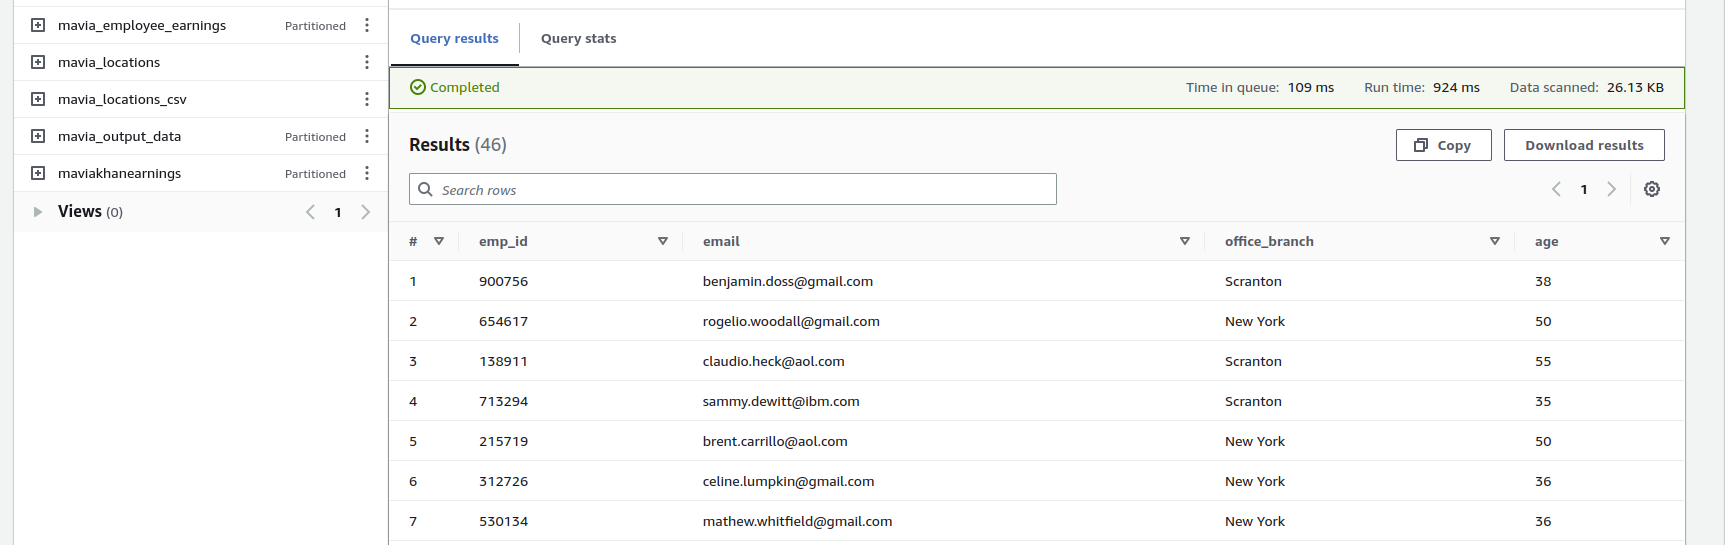 mavia_employee_earnings Partitioned
mavia_locations
mavia_locations_csv
mavia_output_data Partitioned
maviakhanearnings Partitioned
Views (0) 1
Query results Query stats
Completed Time in queue: 109 ms Run time: 924 ms Data scanned: 26.13 KB
Results (46) Copy Download results
Search rows 1
# emp_id email office_branch age
1 900756 benjamin.doss@gmail.com Scranton 38
2 654617 rogelio.woodall@gmail.com New York 50
3 138911 claudio.heck@aol.com Scranton 55
4 713294 sammy.dewitt@ibm.com Scranton 35
5 215719 brent.carrillo@aol.com New York 50
6 312726 celine.lumpkin@gmail.com New York 36
7 530134 mathew.whitfield@gmail.com New York 36